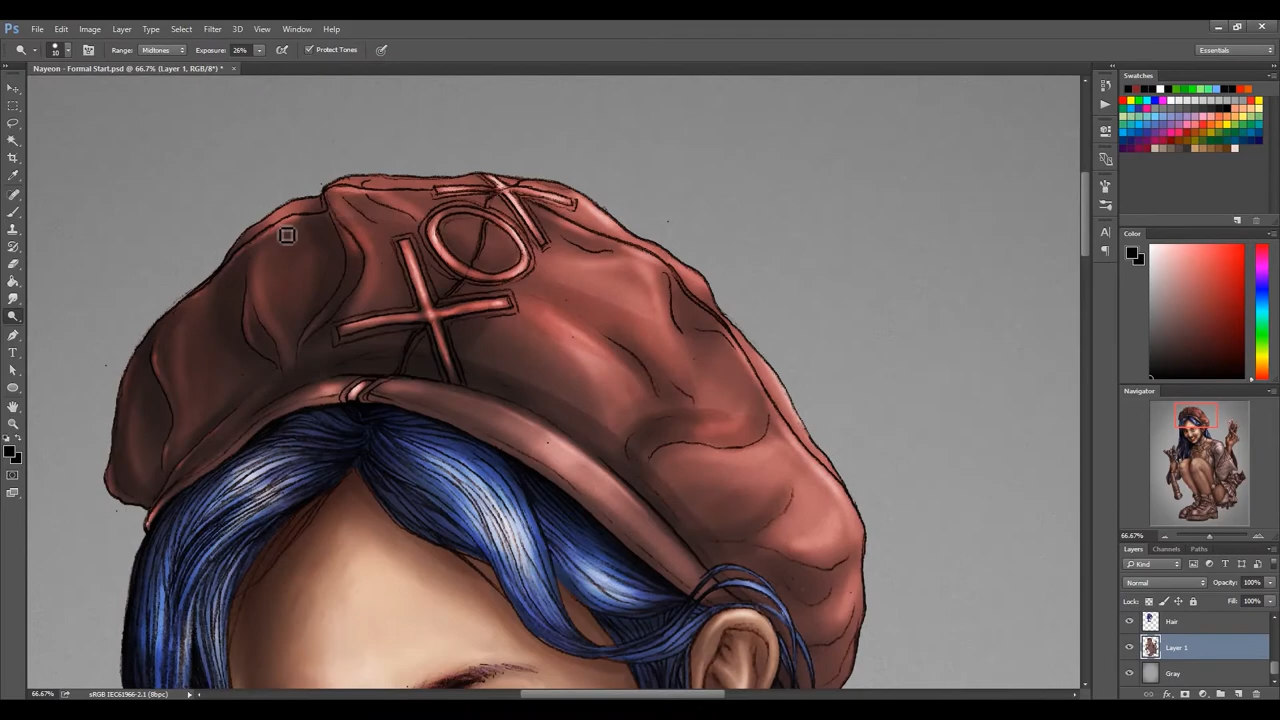 Ps File Edit Image Layer Type Select Filter 3D View Window Help
10 Range: Midtones Exposure: 26% Protect Tones Essentials
Nayeon - Formal Start.psd @ 66.7% (Layer 1, RGB/8*) * ×
Swatches
XOX
Color
Navigator
66.67%
Layers Channels Paths
Kind
Normal Opacity: 100%
Lock: Fill: 100%
Hair
Layer 1
Gray
66.67% sRGB IEC61966-2.1 (8bpc)